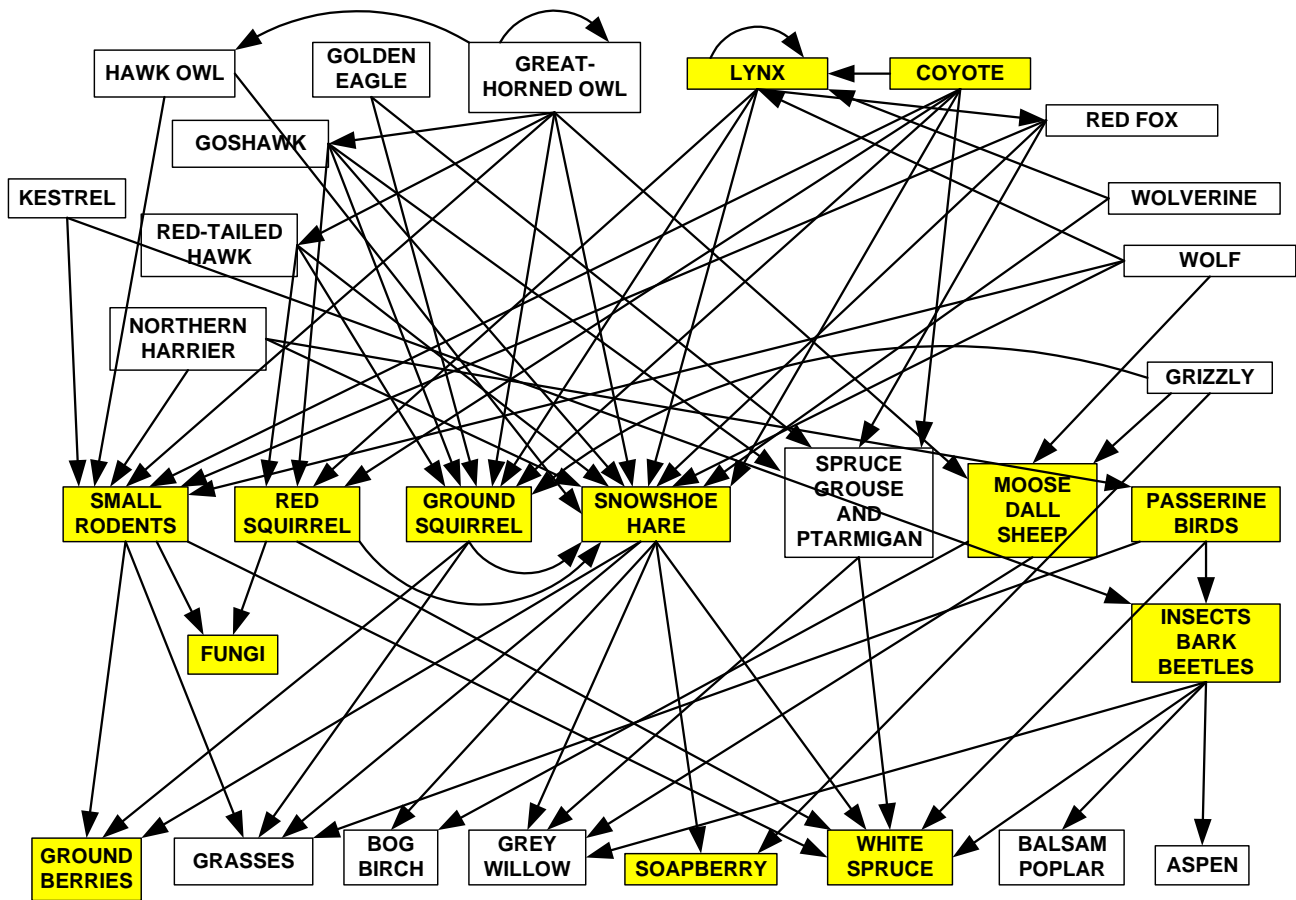 HAWK OWL
GOLDEN
EAGLE
GREAT-
HORNED OWL
LYNX
COYOTE
RED FOX
GOSHAWK
KESTREL
WOLVERINE
RED-TAILED
HAWK
WOLF
NORTHERN
HARRIER
GRIZZLY
SMALL
RODENTS
RED
SQUIRREL
GROUND
SQUIRREL
SNOWSHOE
HARE
SPRUCE
GROUSE
AND
PTARMIGAN
MOOSE
DALL
SHEEP
PASSERINE
BIRDS
INSECTS
BARK
BEETLES
FUNGI
GROUND
BERRIES
GRASSES
BOG
BIRCH
GREY
WILLOW
SOAPBERRY
WHITE
SPRUCE
BALSAM
POPLAR
ASPEN